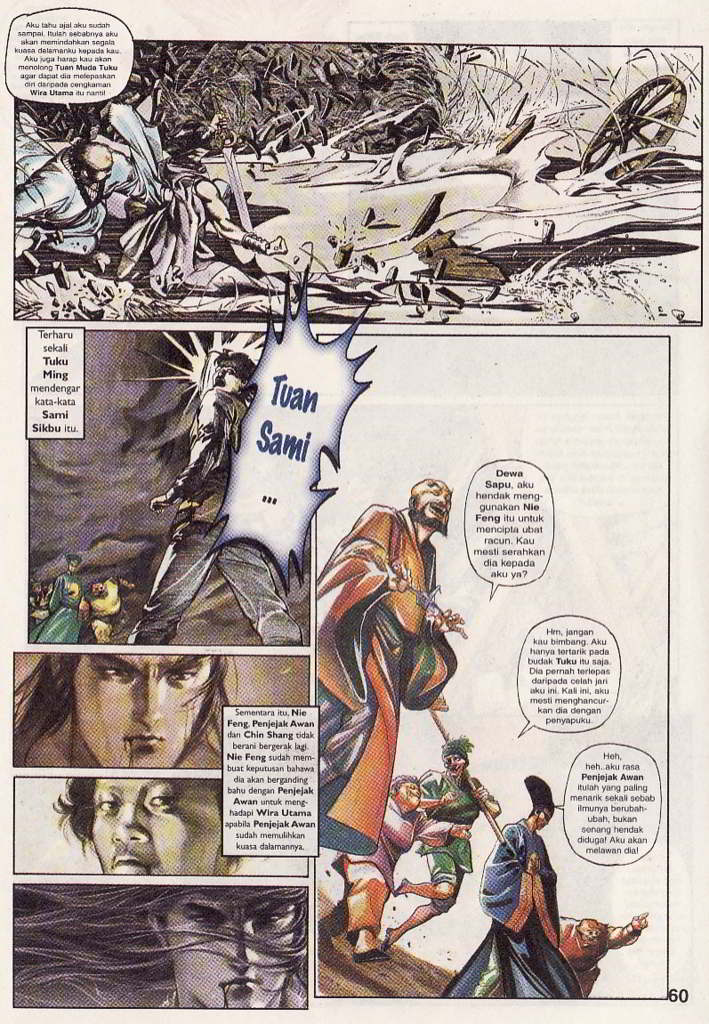 Aku tahu ajal aku sudah
sampai. Itulah sebabnya aku
akan memindahkan segala
kuasa dalamanku kepada kau.
Aku juga harap kau akan
menolong Tuan Muda Tuku
agar dapat dia melepaskan
diri daripada cengkaman
Wira Utama itu nanti!
Terharu
sekali
Tuku
Ming
mendengar
kata-kata
Sami
Sikbu itu.
Tuan
Sami
...
Dewa
Sapu, aku
hendak meng-
gunakan Nie
Feng itu untuk
mencipta ubat
racun. Kau
mesti serahkan
dia kepada
aku ya?
Hm, jangan
kau bimbang. Aku
hanya tertarik pada
budak Tuku itu saja.
Dia pernah terlepas
daripada celah jari
aku ini. Kali ini, aku
mesti menghancur-
kan dia dengan
penyapuku.
Heh,
heh..aku rasa
Penjejak Awan
itulah yang paling
menarik sekali sebab
ilmunya berubah-
ubah, bukan
senang hendak
diduga! Aku akan
melawan dia!
Sementara itu, Nie
Feng, Penjejak Awan
dan Chin Shang tidak
berani bergerak lagi.
Nie Feng sudah mem-
buat keputusan bahawa
dia akan berganding
bahu dengan Penjejak
Awan untuk meng-
hadapi Wira Utama
apabila Penjejak Awan
sudah memulihkan
kuasa dalamannya.
60